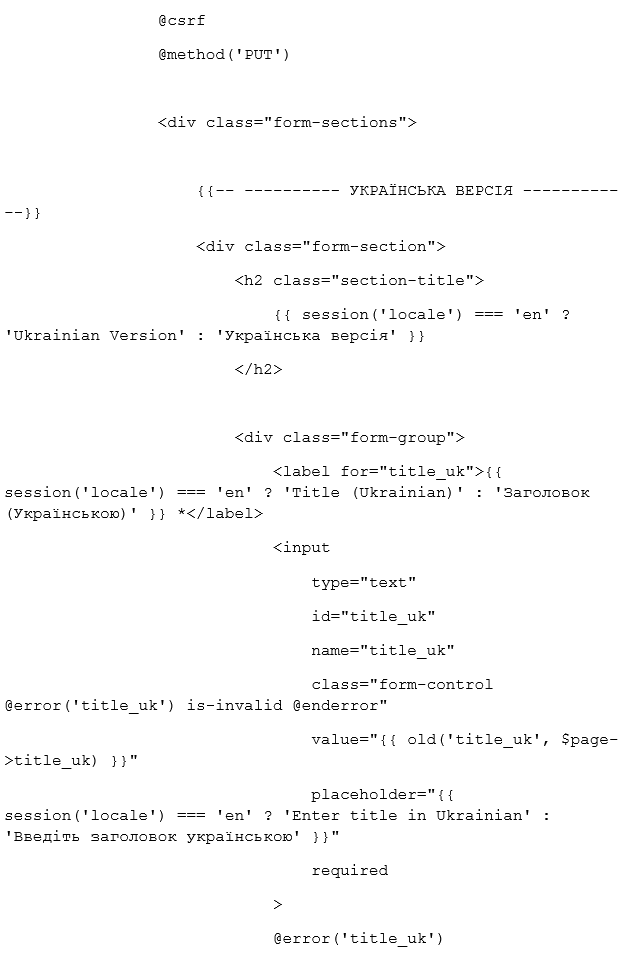 @csrf
@method('PUT')
<div class="form-sections">
{{-- ---------- УКРАЇНСЬКА ВЕРСІЯ ----------
--}}
<div class="form-section">
<h2 class="section-title">
{{ session('locale') === 'en' ?
'Ukrainian Version' : 'Українська версія' }}
</h2>
<div class="form-group">
<label for="title_uk">{{
session('locale') === 'en' ? 'Title (Ukrainian)' : 'Заголовок
(Українською)' }} *</label>
<input
type="text"
id="title_uk"
name="title_uk"
class="form-control
@error('title_uk') is-invalid @enderror"
value="{{ old('title_uk', $page-
>title_uk) }}"
placeholder="{{
session('locale') === 'en' ? 'Enter title in Ukrainian' :
'Введіть заголовок українською' }}"
required
>
@error('title_uk')